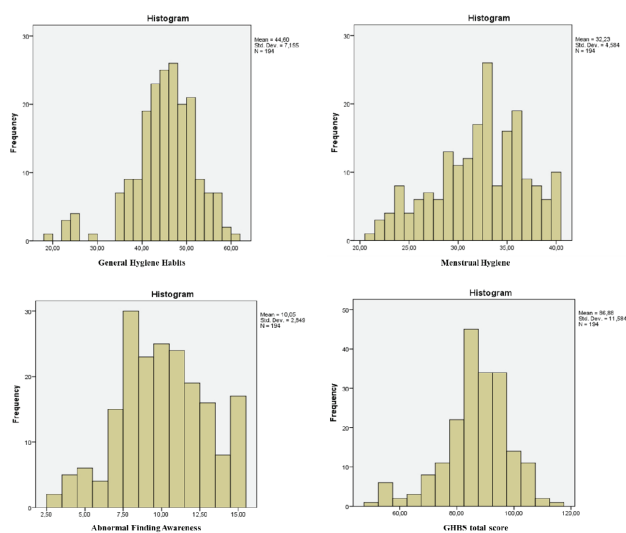 Histogram
Mean = 44,60
Std. Dev. = 7,155
N = 194
30
20
10
0
Frequency
20,00 30,00 40,00 50,00 60,00
General Hygiene Habits
Histogram
Mean = 32,23
Std. Dev. = 4,584
N = 194
30
20
10
0
Frequency
20,00 25,00 30,00 35,00 40,00
Menstrual Hygiene
Histogram
Mean = 10,05
Std. Dev. = 2,949
N = 194
30
20
10
0
Frequency
2,50 5,00 7,50 10,00 12,50 15,00
Abnormal Finding Awareness
Histogram
Mean = 86,88
Std. Dev. = 11,584
N = 194
50
40
30
20
10
0
Frequency
60,00 80,00 100,00 120,00
GHBS total score